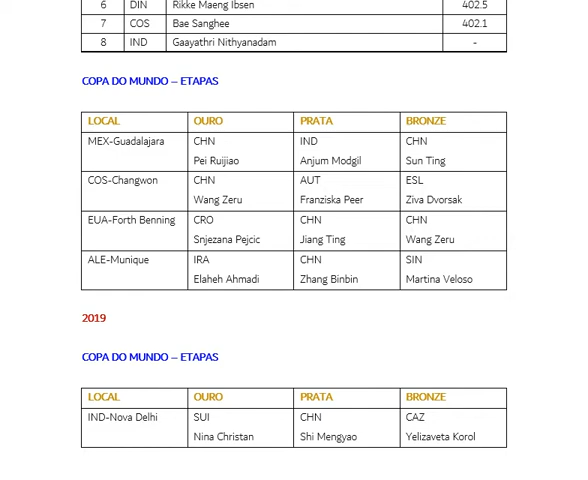 6 DIN Rikke Maeng Ibsen 402.5
7 COS Bae Sanghee 402.1
8 IND Gaayathri Nithyanadam -
COPA DO MUNDO – ETAPAS
LOCAL OURO PRATA BRONZE
MEX-Guadalajara CHN IND CHN
Pei Ruijiao Anjum Modgil Sun Ting
COS-Changwon CHN AUT ESL
Wang Zeru Franziska Peer Ziva Dvorsak
EUA-Forth Benning CRO CHN CHN
Snjezana Pejcic Jiang Ting Wang Zeru
ALE-Munique IRA CHN SIN
Elaheh Ahmadi Zhang Binbin Martina Veloso
2019
COPA DO MUNDO – ETAPAS
LOCAL OURO PRATA BRONZE
IND-Nova Delhi SUI CHN CAZ
Nina Christan Shi Mengyao Yelizaveta Korol